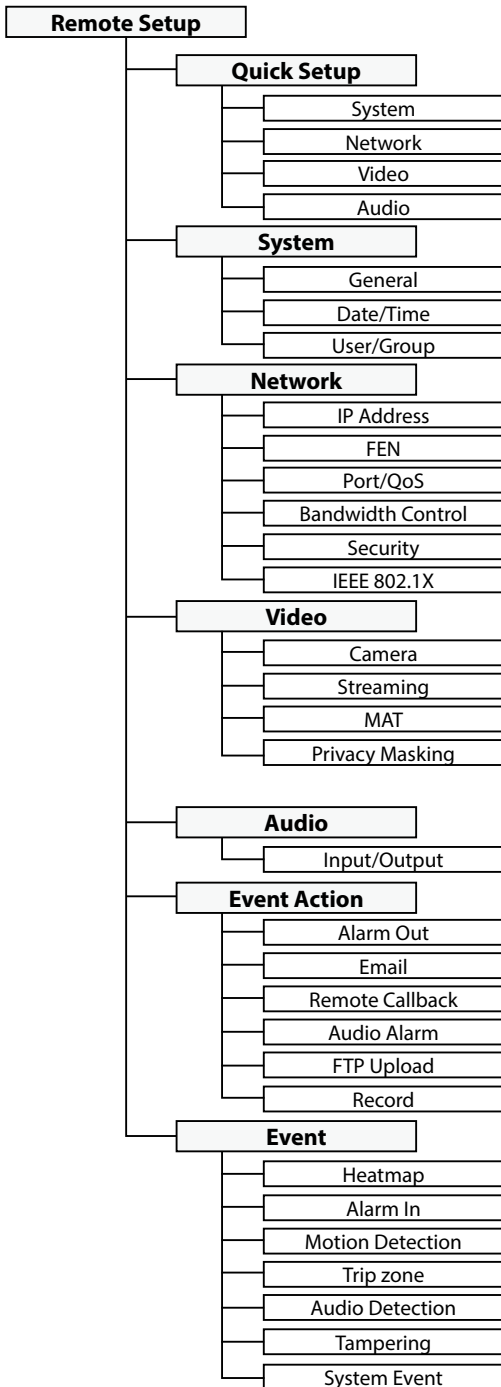 Remote Setup
Quick Setup
System
Network
Video
Audio
System
General
Date/Time
User/Group
Network
IP Address
FEN
Port/QoS
Bandwidth Control
Security
IEEE 802.1X
Video
Camera
Streaming
MAT
Privacy Masking
Audio
Input/Output
Event Action
Alarm Out
Email
Remote Callback
Audio Alarm
FTP Upload
Record
Event
Heatmap
Alarm In
Motion Detection
Trip zone
Audio Detection
Tampering
System Event